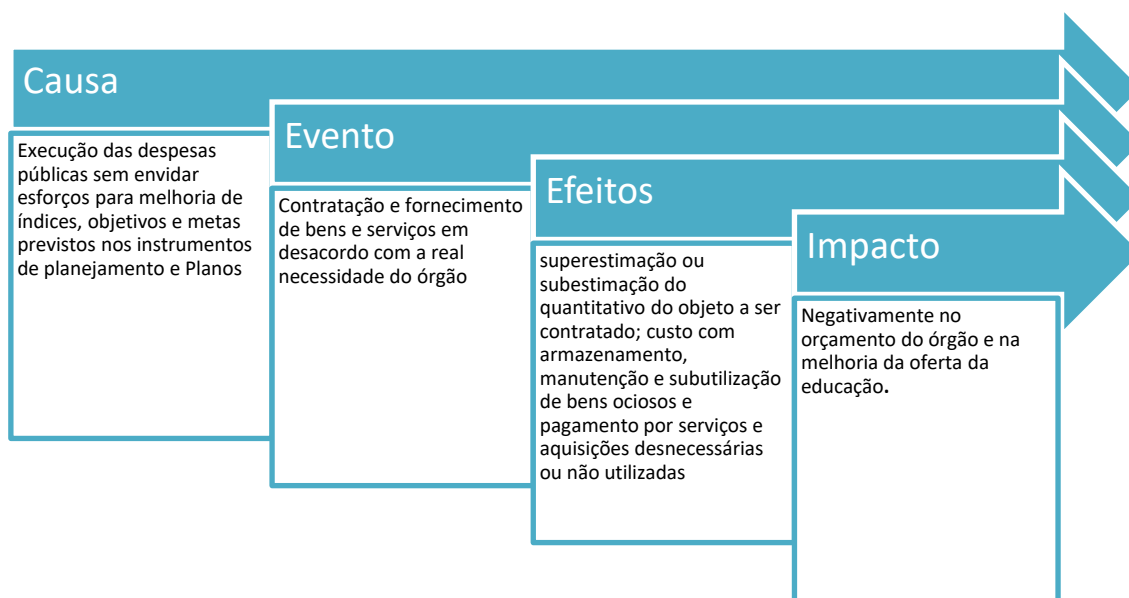 Causa
Execução das despesas
públicas sem envidar
esforços para melhoria de
índices, objetivos e metas
previstos nos instrumentos
de planejamento e Planos
Evento
Contratação e fornecimento
de bens e serviços em
desacordo com a real
necessidade do órgão
Efeitos
superestimação ou
subestimação do
quantitativo do objeto a ser
contratado; custo com
armazenamento,
manutenção e subutilização
de bens ociosos e
pagamento por serviços e
aquisições desnecessárias
ou não utilizadas
Impacto
Negativamente no
orçamento do órgão e na
melhoria da oferta da
educação.